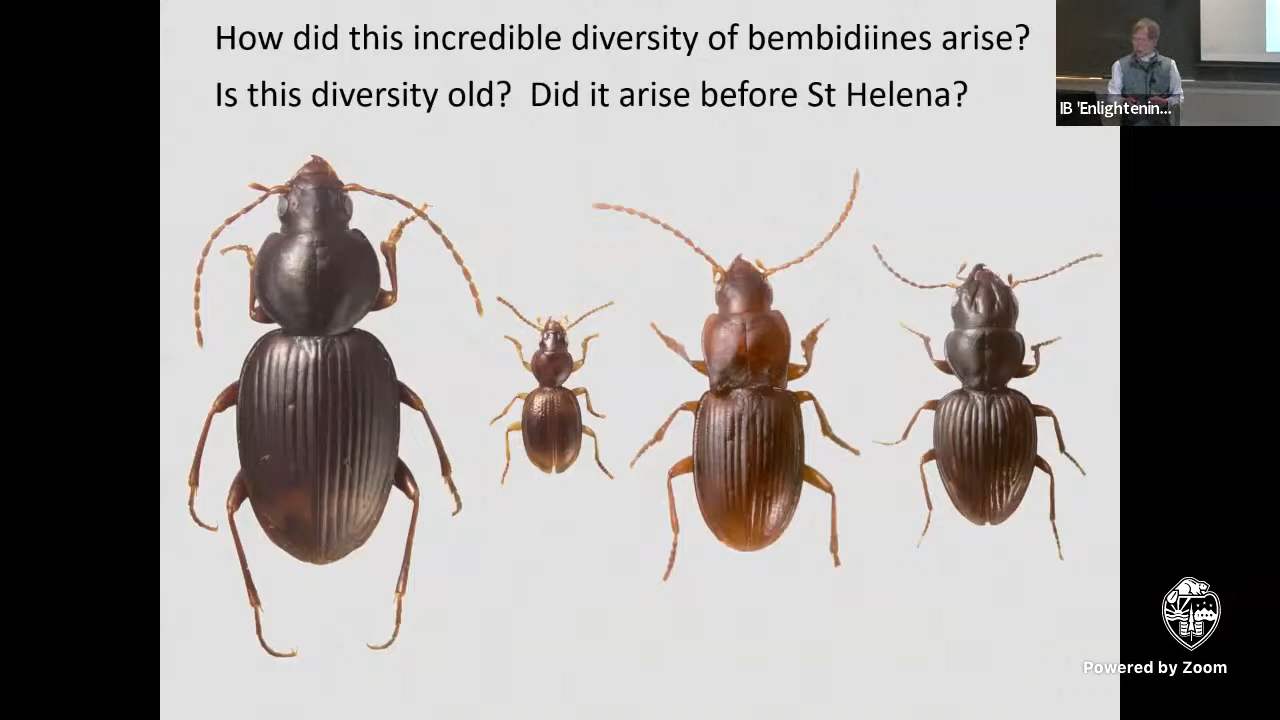 How did this incredible diversity of bembidiines arise?
Is this diversity old? Did it arise before St Helena?
IB 'Enlightenin...
Powered by Zoom